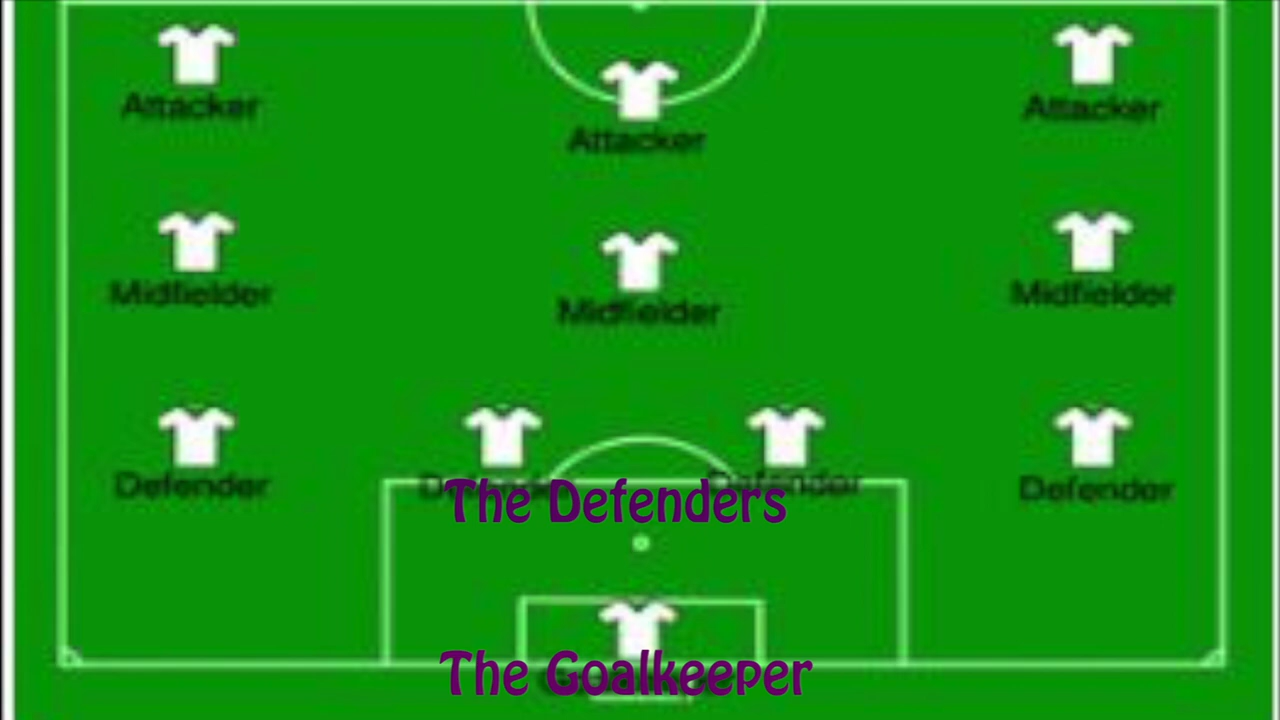 Attacker Attacker
Attacker
Midfielder Midfielder
Midfielder
Defender Defender Defender Defender
The Defenders
The Goalkeeper